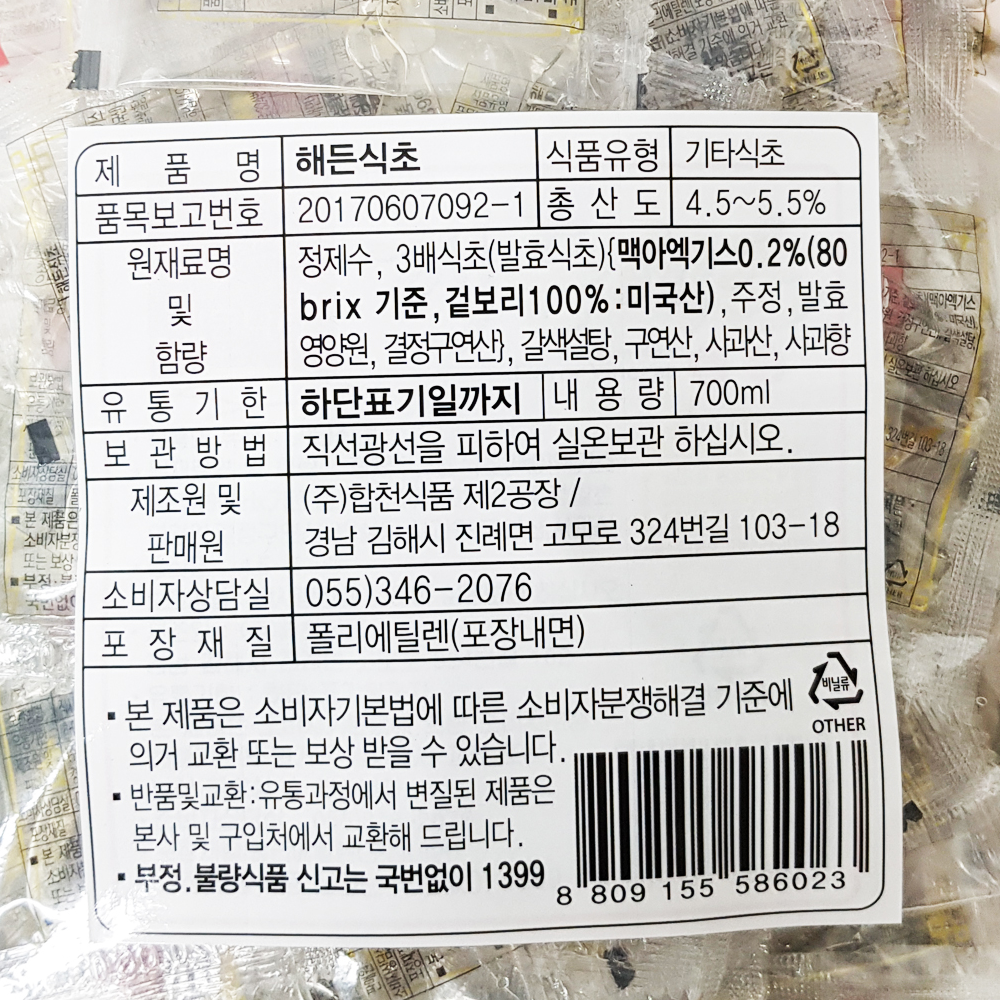 제 품 명 해든식초 식품유형 기타식초
품목보고번호 20170607092-1 총 산 도 4.5~5.5%
원재료명 및 함량 정제수, 3배식초(발효식초){맥아엑기스0.2%(80
brix 기준,겉보리100%:미국산),주정,발효
영양원, 결정구연산}, 갈색설탕, 구연산, 사과산, 사과향
유 통 기 한 하단표기일까지 내 용 량 700ml
보 관 방 법 직선광선을 피하여 실온보관 하십시오.
제조원 및 (주)합천식품 제2공장 /
판매원 경남 김해시 진례면 고모로 324번길 103-18
소비자상담실 055)346-2076
포 장 재 질 폴리에틸렌(포장내면)
▪ 본 제품은 소비자기본법에 따른 소비자분쟁해결 기준에
의거 교환 또는 보상 받을 수 있습니다.
비닐류
OTHER
▪ 반품및교환:유통과정에서 변질된 제품은
본사 및 구입처에서 교환해 드립니다.
▪ 부정.불량식품 신고는 국번없이 1399
8 809 155 586023